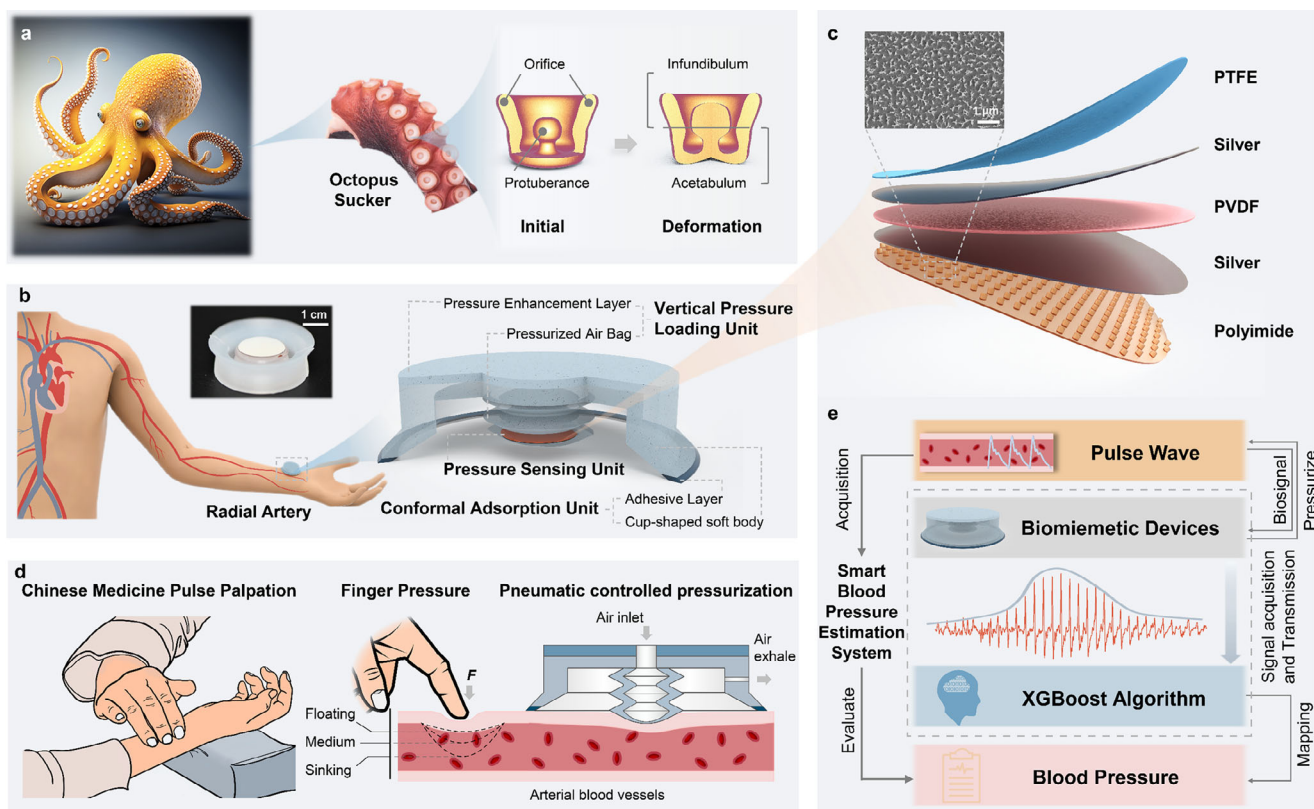 a
Orifice
Infundibulum
Octopus
Sucker
Protuberance
Acetabulum
Initial
Deformation
b
1 cm
Pressure Enhancement Layer
Vertical Pressure
Loading Unit
Pressurized Air Bag
Pressure Sensing Unit
Adhesive Layer
Conformal Adsorption Unit
Cup-shaped soft body
Radial Artery
c
1 μm
PTFE
Silver
PVDF
Silver
Polyimide
d
Chinese Medicine Pulse Palpation
Finger Pressure
Pneumatic controlled pressurization
Air inlet
Air
exhale
F
Floating
Medium
Sinking
Arterial blood vessels
e
Pulse Wave
Acquisition
Biosignal
Pressurize
Biomiemetic Devices
Smart
Blood
Pressure
Estimation
System
Signal acquisition
and Transmission
XGBoost Algorithm
Evaluate
Mapping
Blood Pressure